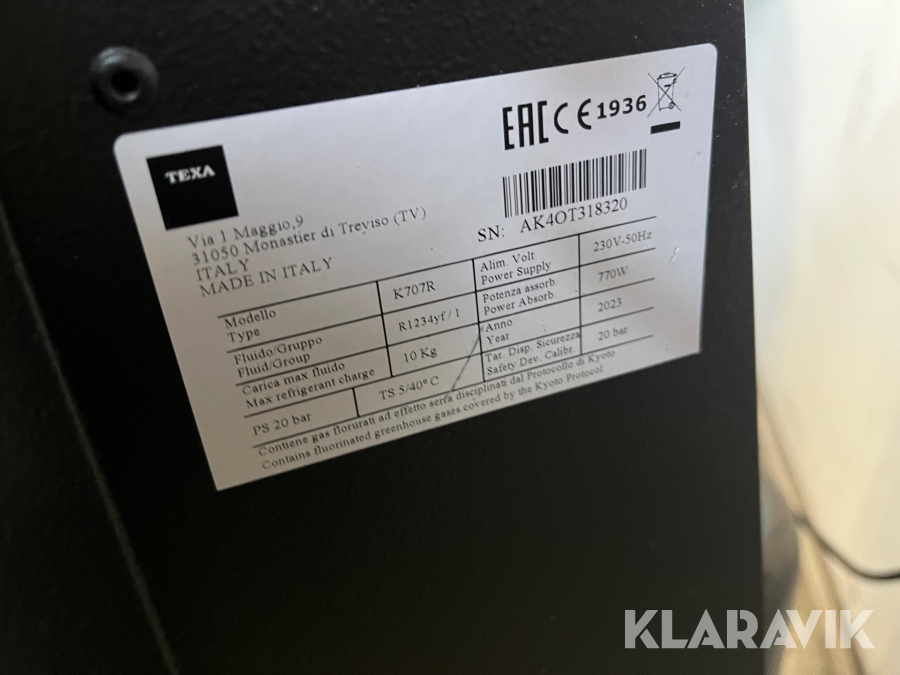 TEXA
EAC CE 1936
Via 1 Maggio,9
31050 Monastier di Treviso (TV)
ITALY
MADE IN ITALY
SN: AK4OT318320
Modello
Type
K707R
Alim. Volt
Power Supply
230V-50Hz
Fluido/Gruppo
Fluid/Group
R1234yf / 1
Potenza assorb.
Power Absorb.
770W
Carica max fluido
Max refrigerant charge
10 Kg
Anno
Year
2023
PS 20 bar
TS 5/40° C
Tar. Disp. Sicurezza
Safety Dev. Calibr.
20 bar
Contiene gas florurati ad effetto serra disciplinati dal Protocollo di Kyoto
Contains fluorinated greenhouse gases covered by the Kyoto Protocol
KLARAVIK